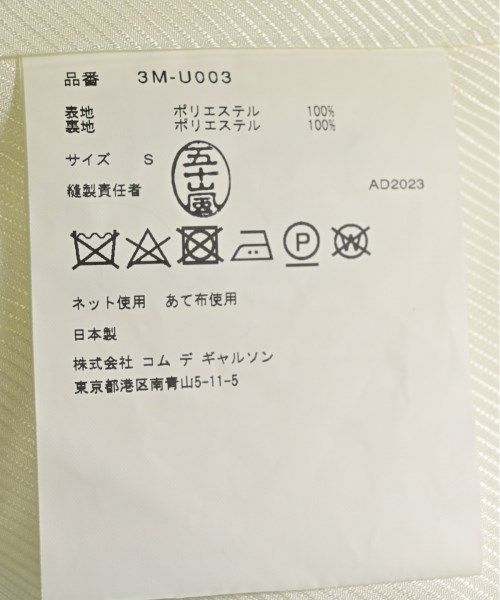 品番 3M-U003
表地 ポリエステル 100%
裏地 ポリエステル 100%
サイズ S
縫製責任者 五十嵐
AD2023
P
W
ネット使用 あて布使用
日本製
株式会社 コム デ ギャルソン
東京都港区南青山5-11-5